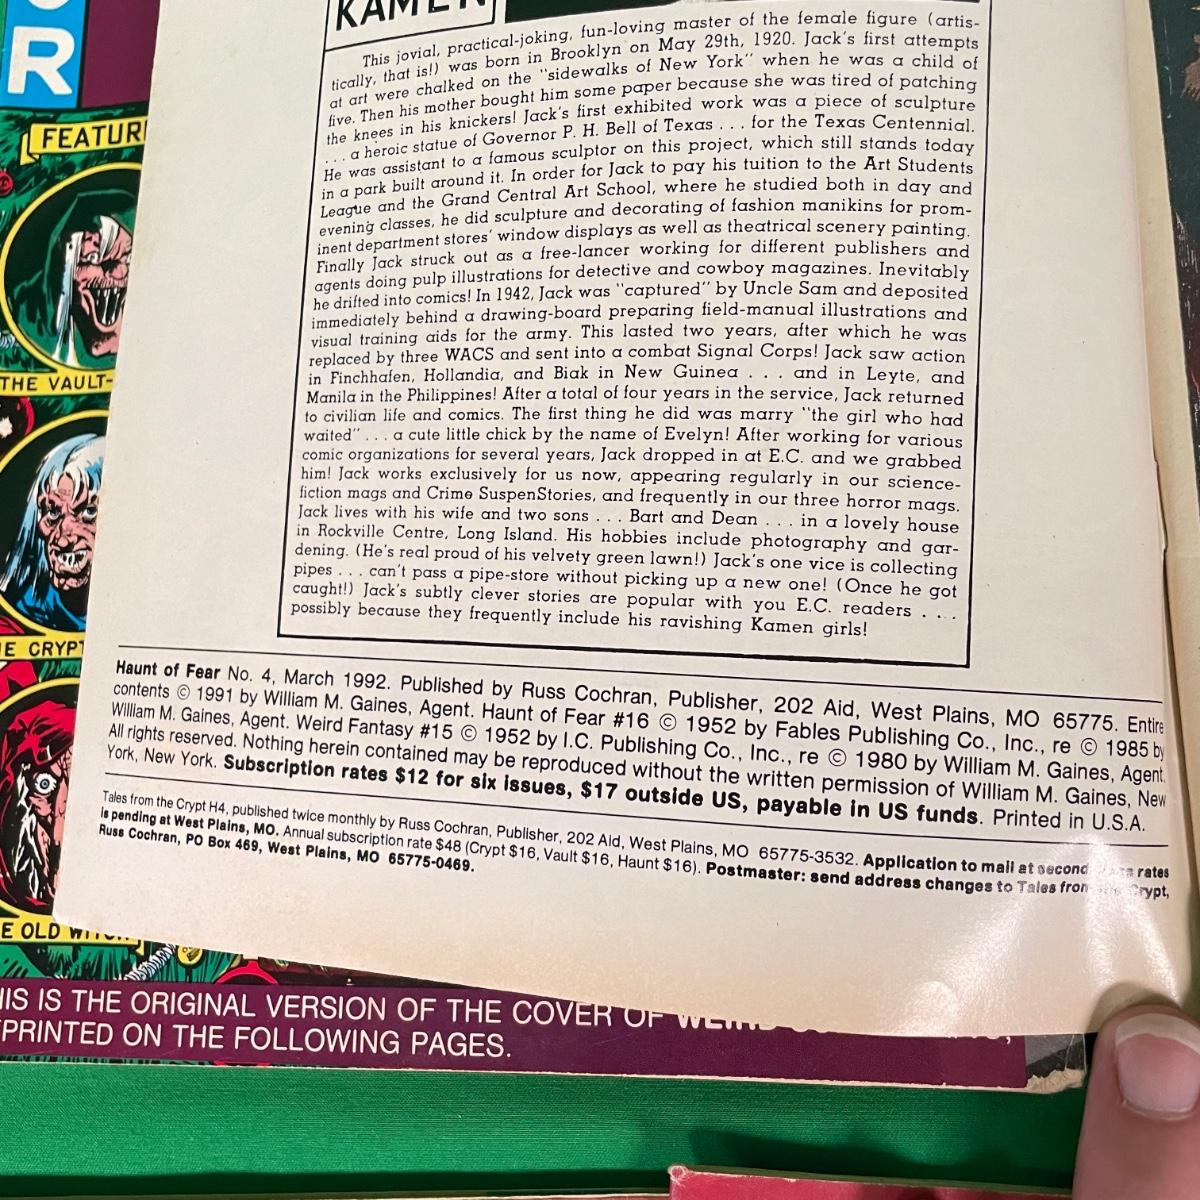 R
FEATUR
THE VAULT-
E CRYPT
E OLD WITCH
KAMEN
This jovial, practical-joking, fun-loving master of the female figure (artis-
tically, that is!) was born in Brooklyn on May 29th, 1920. Jack's first attempts
at art were chalked on the "sidewalks of New York" when he was a child of
five. Then his mother bought him some paper because she was tired of patching
the knees in his knickers! Jack's first exhibited work was a piece of sculpture
. . . a heroic statue of Governor P. H. Bell of Texas . . . for the Texas Centennial.
He was assistant to a famous sculptor on this project, which still stands today
in a park built around it. In order for Jack to pay his tuition to the Art Students
League and the Grand Central Art School, where he studied both in day and
evening classes, he did sculpture and decorating of fashion manikins for prom-
inent department stores' window displays as well as theatrical scenery painting.
Finally Jack struck out as a free-lancer working for different publishers and
agents doing pulp illustrations for detective and cowboy magazines. Inevitably
he drifted into comics! In 1942, Jack was "captured" by Uncle Sam and deposited
immediately behind a drawing-board preparing field-manual illustrations and
visual training aids for the army. This lasted two years, after which he was
replaced by three WACS and sent into a combat Signal Corps! Jack saw action
in Finchhafen, Hollandia, and Biak in New Guinea . . . and in Leyte, and
Manila in the Philippines! After a total of four years in the service, Jack returned
to civilian life and comics. The first thing he did was marry "the girl who had
waited" . . . a cute little chick by the name of Evelyn! After working for various
comic organizations for several years, Jack dropped in at E.C. and we grabbed
him! Jack works exclusively for us now, appearing regularly in our science-
fiction mags and Crime SuspenStories, and frequently in our three horror mags.
Jack lives with his wife and two sons . . . Bart and Dean . . . in a lovely house
in Rockville Centre, Long Island. His hobbies include photography and gar-
dening. (He's real proud of his velvety green lawn!) Jack's one vice is collecting
pipes . . . can't pass a pipe-store without picking up a new one! (Once he got
caught!) Jack's subtly clever stories are popular with you E.C. readers . . .
possibly because they frequently include his ravishing Kamen girls!
Haunt of Fear No. 4, March 1992. Published by Russ Cochran, Publisher, 202 Aid, West Plains, MO 65775. Entire
contents © 1991 by William M. Gaines, Agent. Haunt of Fear #16 © 1952 by Fables Publishing Co., Inc., re © 1985 by
William M. Gaines, Agent. Weird Fantasy #15 © 1952 by I.C. Publishing Co., Inc., re © 1980 by William M. Gaines, Agent.
All rights reserved. Nothing herein contained may be reproduced without the written permission of William M. Gaines, New
York, New York. Subscription rates $12 for six issues, $17 outside US, payable in US funds. Printed in U.S.A.
Tales from the Crypt H4, published twice monthly by Russ Cochran, Publisher, 202 Aid, West Plains, MO 65775-3532. Application to mail at second class rates
is pending at West Plains, MO. Annual subscription rate $48 (Crypt $16, Vault $16, Haunt $16). Postmaster: send address changes to Tales from the Crypt,
Russ Cochran, PO Box 469, West Plains, MO 65775-0469.
HIS IS THE ORIGINAL VERSION OF THE COVER OF WEIRD
PRINTED ON THE FOLLOWING PAGES.